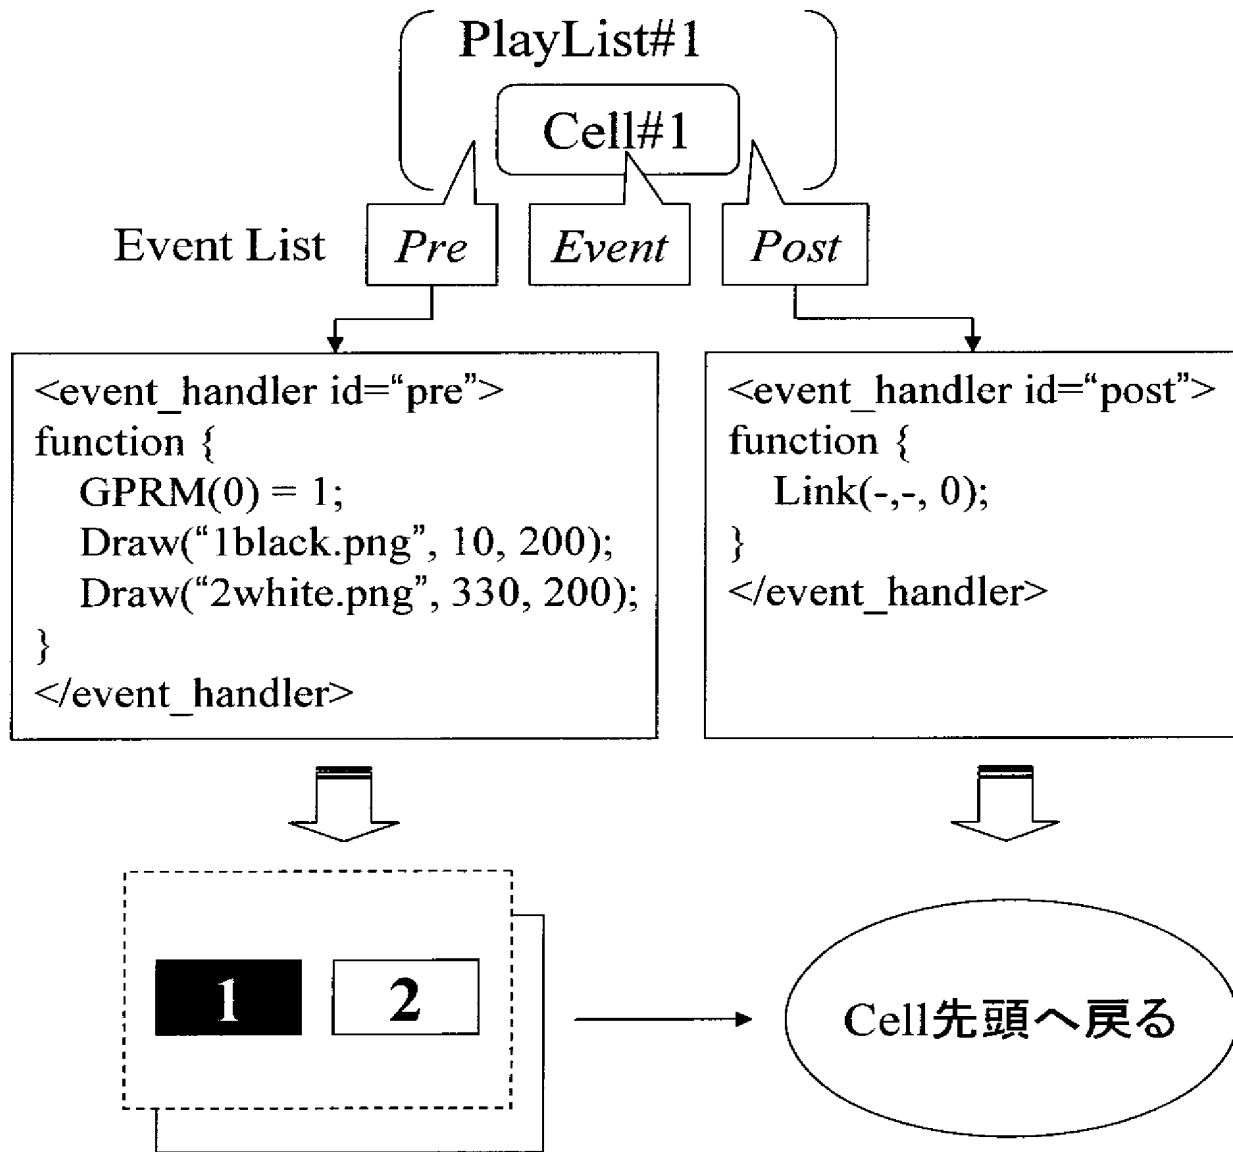 PlayList#1
Cell#1
Event List
Pre
Event
Post
<event_handler id=“pre”>
function {
GPRM(0) = 1;
Draw(“1black.png”, 10, 200);
Draw(“2white.png”, 330, 200);
}
</event_handler>
<event_handler id=“post”>
function {
Link(-,-, 0);
}
</event_handler>
1
2
Cell先頭へ戻る